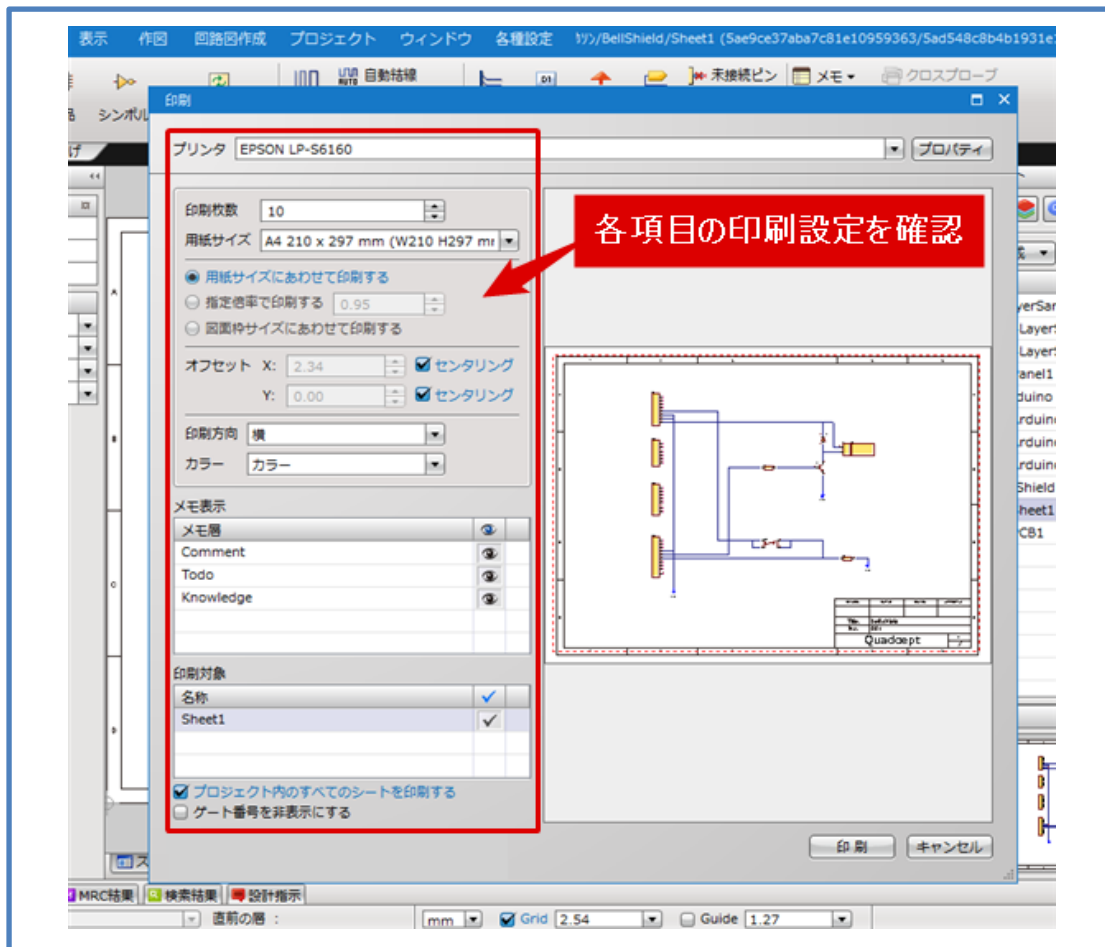 表示 作図 回路図作成 プロジェクト ウィンドウ 各種設定 /BellShield/Sheet1 (5ae9ce37aba7c81e10959363/5ad548c8b4b1931e
自動結線 未接続ピン メモ クロスプローブ
シンボル
印刷
プリンタ EPSON LP-S6160 プロパティ
印刷枚数 10
用紙サイズ A4 210 x 297 mm (W210 H297
各項目の印刷設定を確認
用紙サイズにあわせて印刷する
指定倍率で印刷する 0.95
図面枠サイズにあわせて印刷する
オフセット X: 2.34 センタリング
Y: 0.00 センタリング
印刷方向 横
カラー カラー
メモ表示
メモ層
Comment
Todo
Knowledge
印刷対象
名称
Sheet1
プロジェクト内のすべてのシートを印刷する
ゲート番号を非表示にする
Quadcept
印刷 キャンセル
MRC結果 検索結果 設計指示
直前の層 : mm Grid 2.54 Guide 1.27